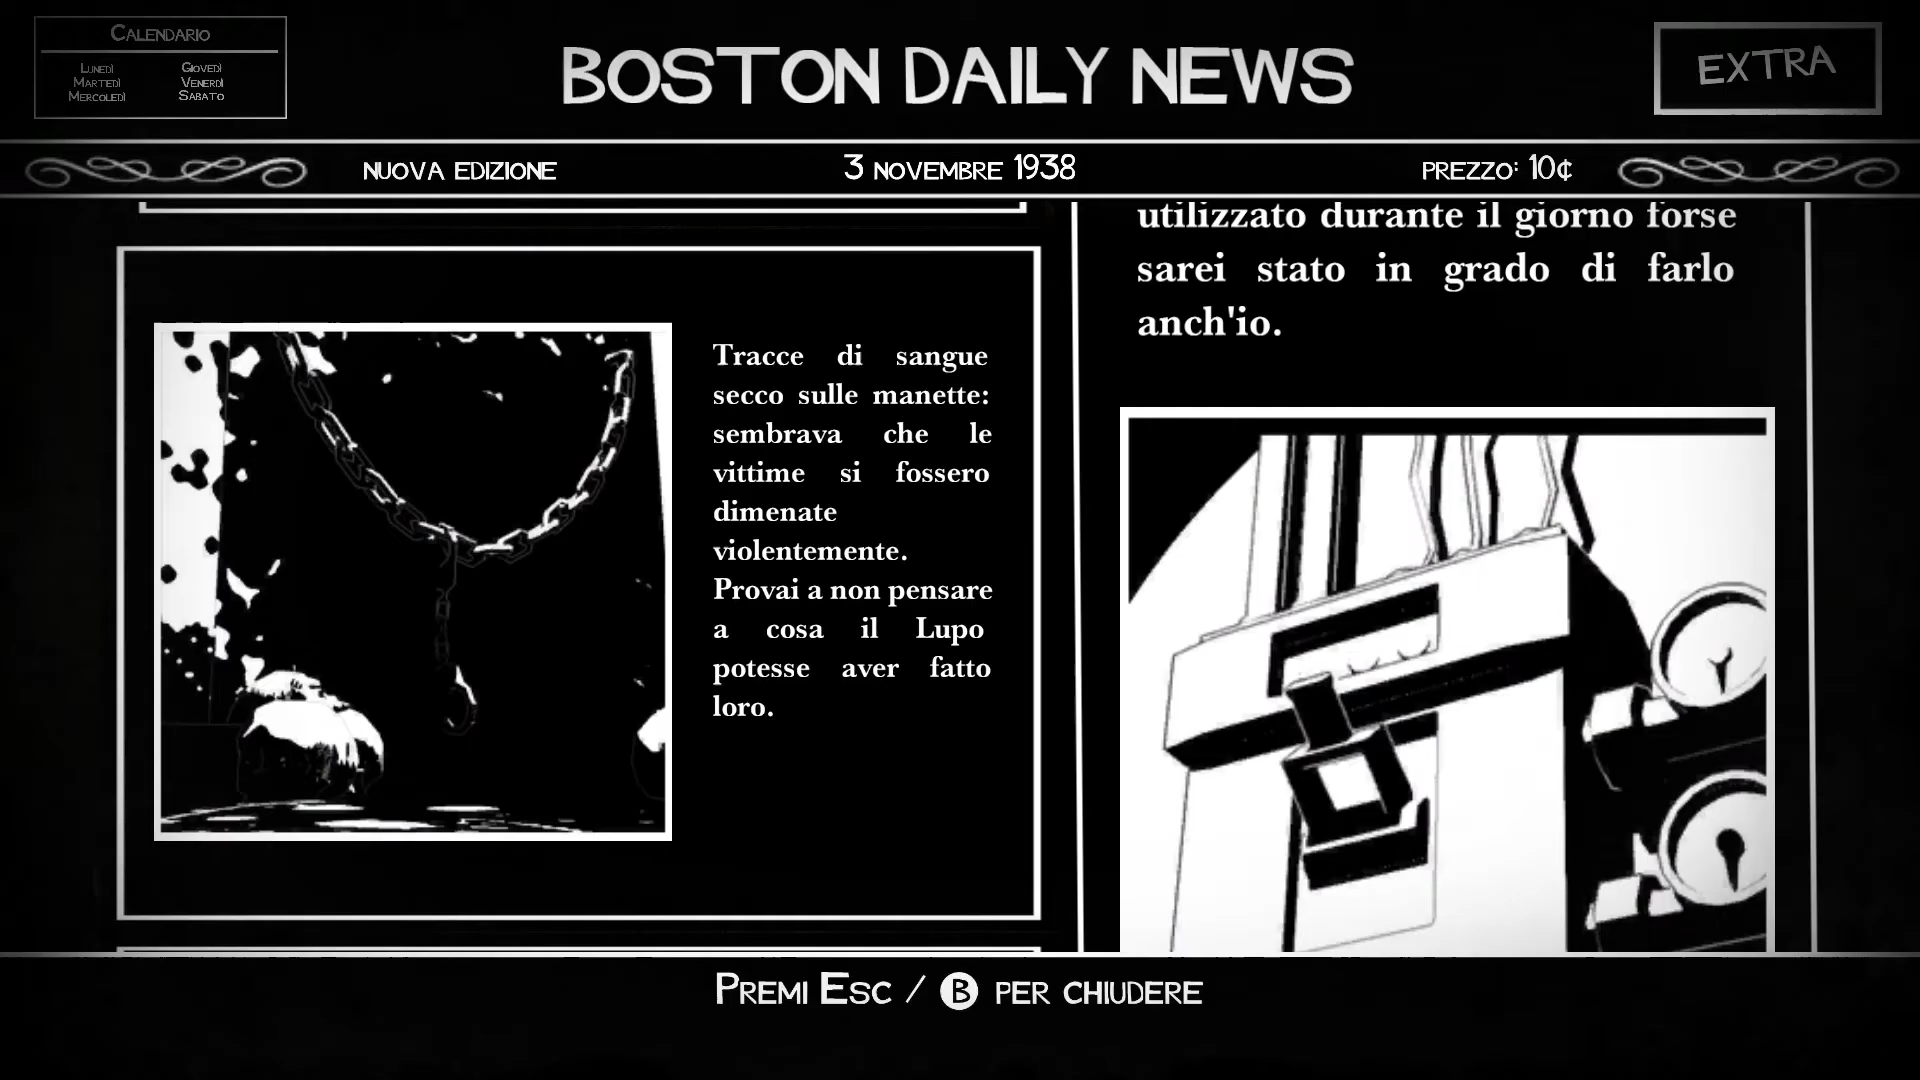 CALENDARIO
LUNEDÌ
MARTEDÌ
MERCOLEDÌ
GIOVEDÌ
VENERDÌ
SABATO
BOSTON DAILY NEWS
EXTRA
NUOVA EDIZIONE
3 NOVEMBRE 1938
PREZZO: 10¢
Tracce di sangue
secco sulle manette:
sembrava che le
vittime si fossero
dimenate
violentemente.
Provai a non pensare
a cosa il Lupo
potesse aver fatto
loro.
utilizzato durante il giorno forse
sarei stato in grado di farlo
anch'io.
PREMI ESC / B PER CHIUDERE